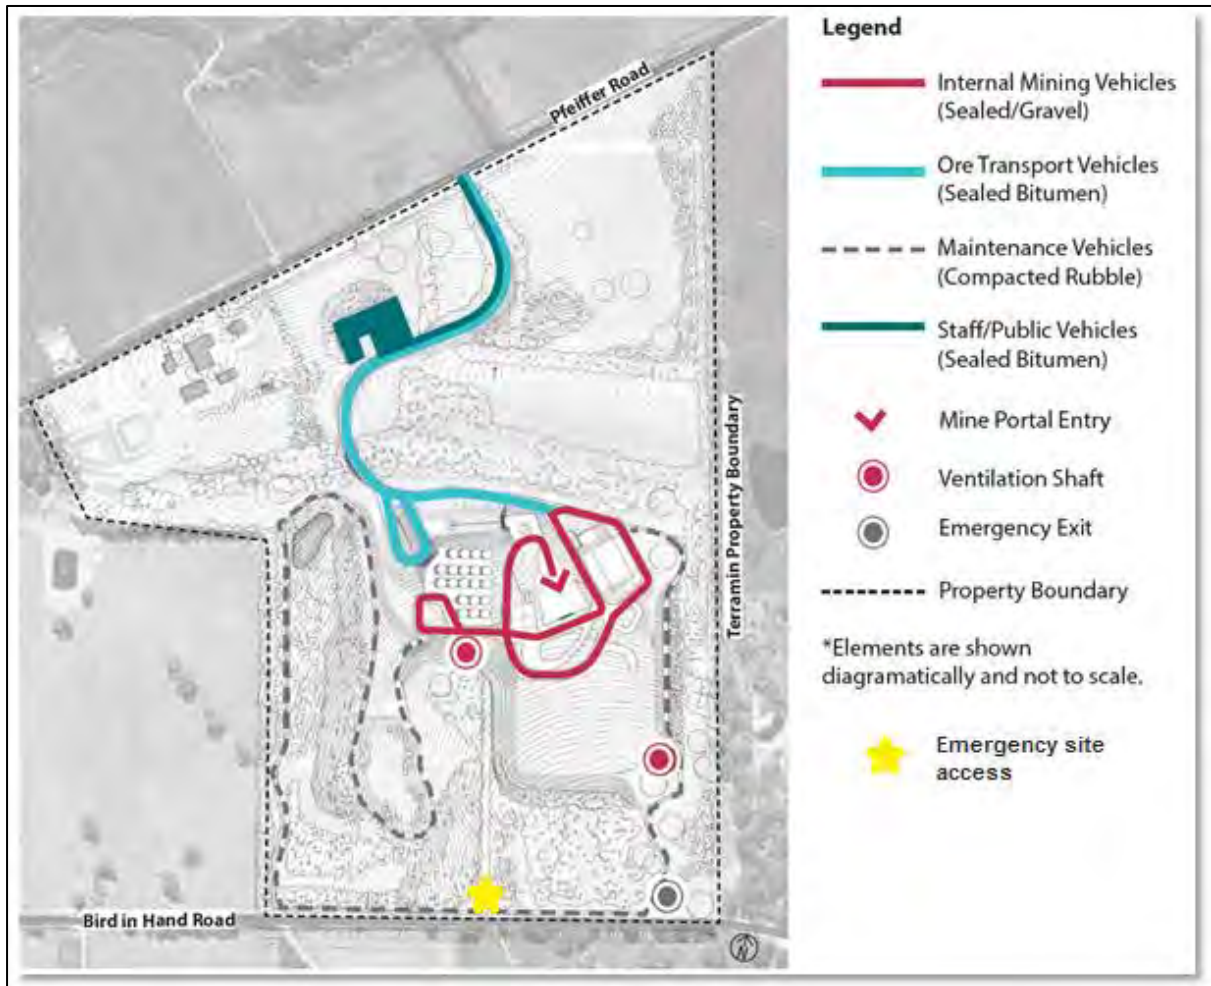 Pfeiffer Road
Terramin Property Boundary
Bird in Hand Road
N
Legend
Internal Mining Vehicles
(Sealed/Gravel)
Ore Transport Vehicles
(Sealed Bitumen)
Maintenance Vehicles
(Compacted Rubble)
Staff/Public Vehicles
(Sealed Bitumen)
Mine Portal Entry
Ventilation Shaft
Emergency Exit
Property Boundary
*Elements are shown
diagramatically and not to scale.
Emergency site
access